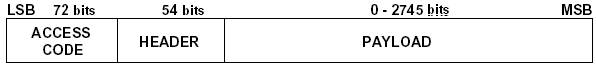 LSB 72 bits 54 bits 0 - 2745 bits MSB
ACCESS CODE HEADER PAYLOAD